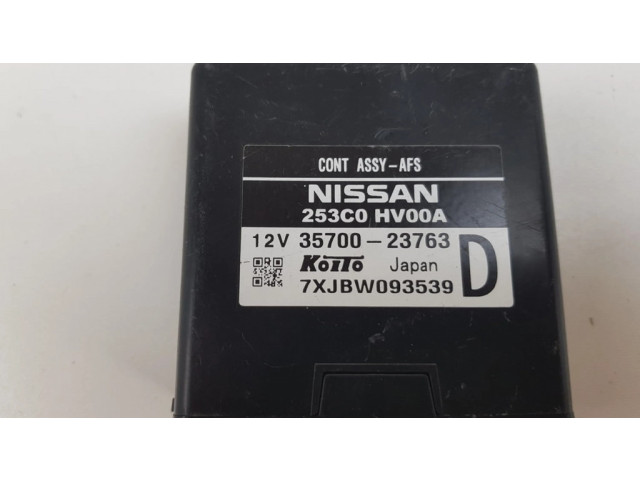 CONT ASSY-AFS
NISSAN
253C0 HV00A
12V 35700-23763
KOITO Japan D
7XJBW093539